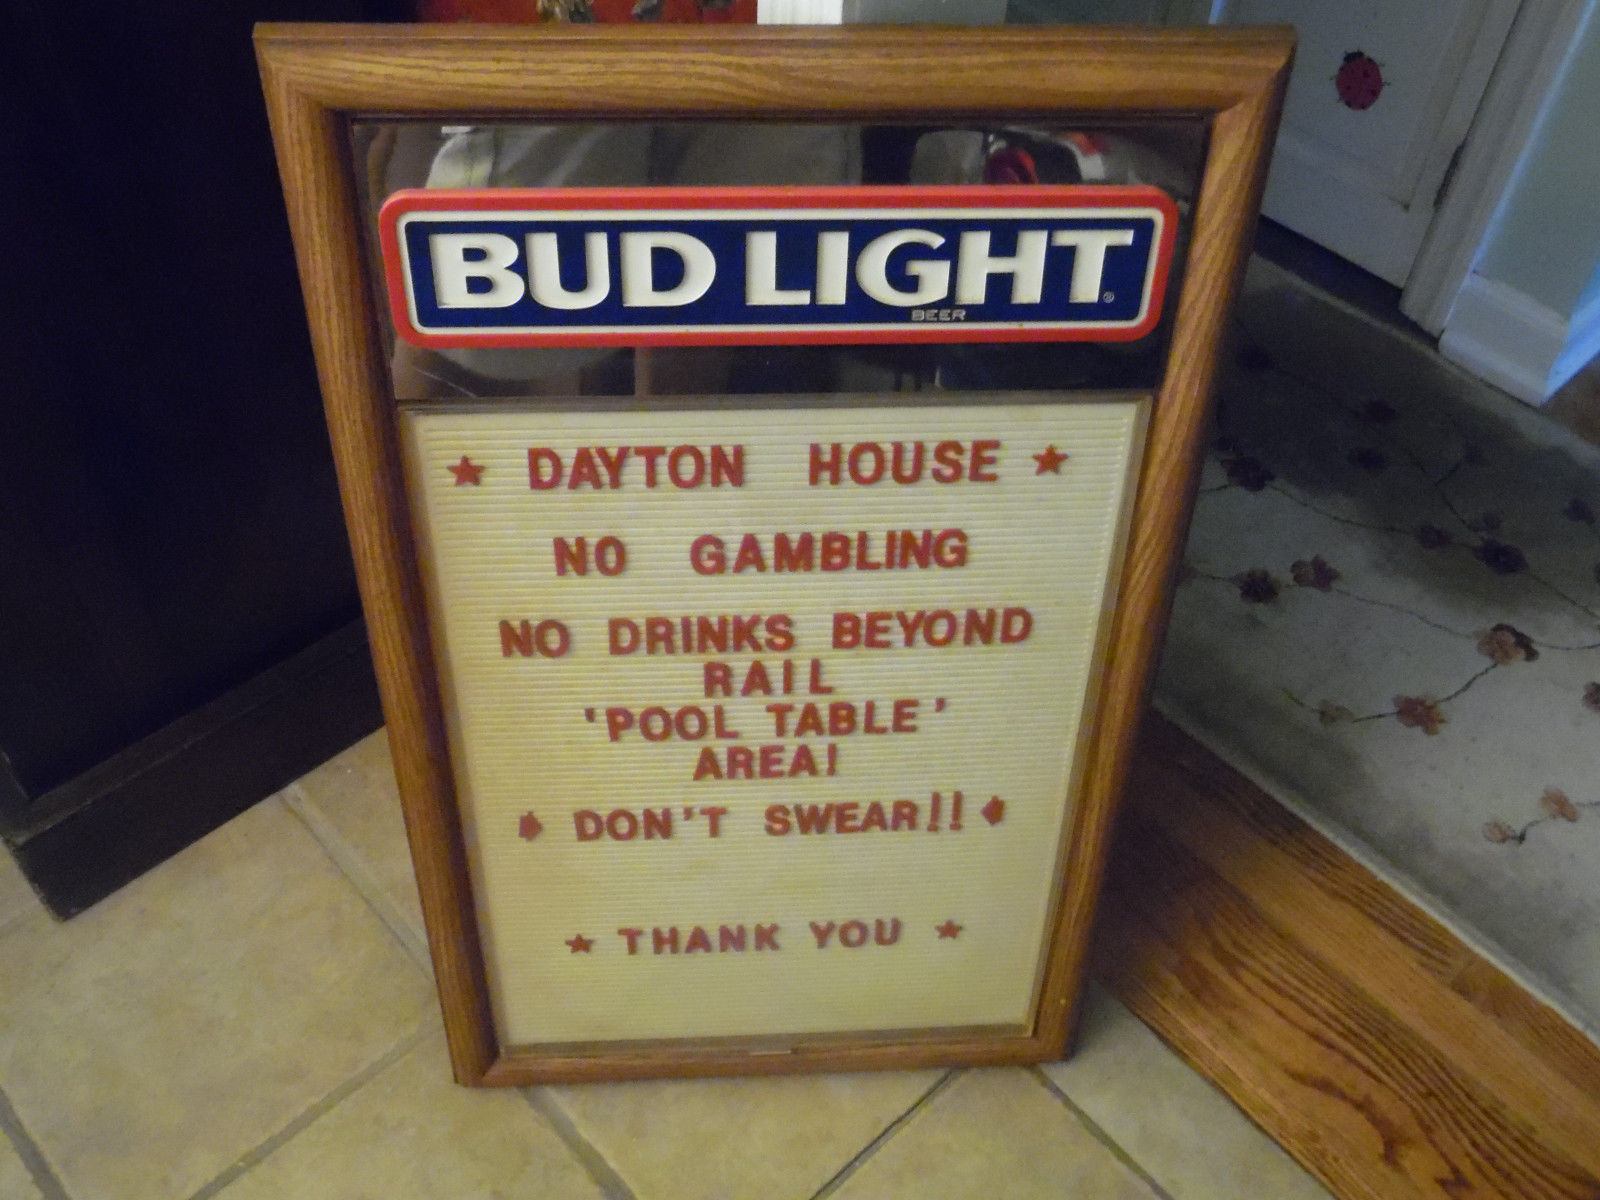 BUD LIGHT®
BEER
★ DAYTON HOUSE ★
NO GAMBLING
NO DRINKS BEYOND
RAIL
'POOL TABLE'
AREA!
DON'T SWEAR!!
★ THANK YOU ★